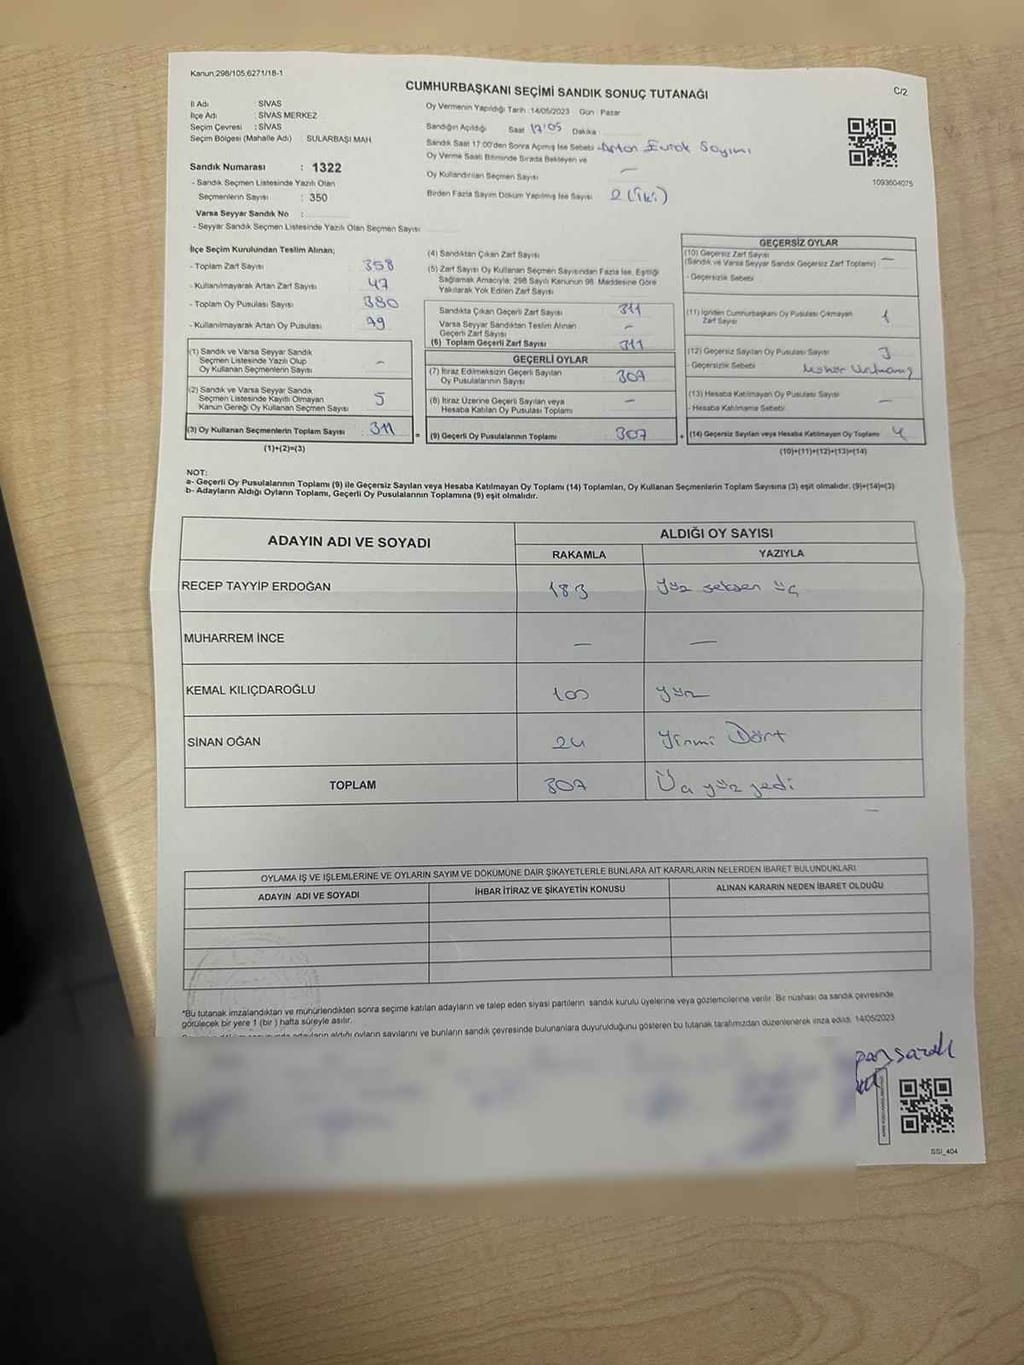 Kanun:298/105,6271/18-1
CUMHURBAŞKANI SEÇİMİ SANDIK SONUÇ TUTANAĞI
C/2
İl Adı : SİVAS
İlçe Adı : SİVAS MERKEZ
Seçim Çevresi : SİVAS
Seçim Bölgesi (Mahalle Adı) : SULARBAŞI MAH
Sandık Numarası : 1322
- Sandık Seçmen Listesinde Yazılı Olan
Seçmenlerin Sayısı : 350
Varsa Seyyar Sandık No :
- Seyyar Sandık Seçmen Listesinde Yazılı Olan Seçmen Sayısı
Oy Vermenin Yapıldığı Tarih :14/05/2023 Gün : Pazar
Sandığın Açıldığı Saat 17:05 Dakika
Sandık Saat 17:00'den Sonra Açılmış İse Sebebi - Artan Evrak Sayımı
Oy Verme Saati Bitiminde Sırada Bekleyen ve
Oy Kullandırılan Seçmen Sayısı —
Birden Fazla Sayım Döküm Yapılmış İse Sayısı 2 (iki)
1093604075
İlçe Seçim Kurulundan Teslim Alınan;
- Toplam Zarf Sayısı 358
- Kullanılmayarak Artan Zarf Sayısı 47
- Toplam Oy Pusulası Sayısı 380
- Kullanılmayarak Artan Oy Pusulası
(1) Sandık ve Varsa Seyyar Sandık
Seçmen Listesinde Yazılı Olup
Oy Kullanan Seçmenlerin Sayısı -
(2) Sandık ve Varsa Seyyar Sandık
Seçmen Listesinde Kayıtlı Olmayan
Kanun Gereği Oy Kullanan Seçmen Sayısı 5
(3) Oy Kullanan Seçmenlerin Toplam Sayısı 311
(1)+(2)=(3)
(4) Sandıktan Çıkan Zarf Sayısı
(5) Zarf Sayısı Oy Kullanan Seçmen Sayısından Fazla İse, Eşitliği
Sağlamak Amacıyla, 298 Sayılı Kanunun 98. Maddesine Göre
Yakılarak Yok Edilen Zarf Sayısı
Sandıkta Çıkan Geçerli Zarf Sayısı 311
Varsa Seyyar Sandıktan Teslim Alınan
Geçerli Zarf Sayısı -
(6) Toplam Geçerli Zarf Sayısı 311
GEÇERLİ OYLAR
(7) İtiraz Edilmeksizin Geçerli Sayılan
Oy Pusulalarının Sayısı 307
(8) İtiraz Üzerine Geçerli Sayılan veya
Hesaba Katılan Oy Pusulası Toplamı -
= (9) Geçerli Oy Pusulalarının Toplamı 307
GEÇERSİZ OYLAR
(10) Geçersiz Zarf Sayısı
(Sandık ve Varsa Seyyar Sandık Geçersiz Zarf Toplamı) —
- Geçersizlik Sebebi
(11) İçinden Cumhurbaşkanı Oy Pusulası Çıkmayan
Zarf Sayısı 1
(12) Geçersiz Sayılan Oy Pusulası Sayısı 3
- Geçersizlik Sebebi
(13) Hesaba Katılmayan Oy Pusulası Sayısı —
- Hesaba Katılmama Sebebi
+ (14) Geçersiz Sayılan veya Hesaba Katılmayan Oy Toplamı 4
(10)+(11)+(12)+(13)=(14)
NOT:
a- Geçerli Oy Pusulalarının Toplamı (9) ile Geçersiz Sayılan veya Hesaba Katılmayan Oy Toplamı (14) Toplamları, Oy Kullanan Seçmenlerin Toplam Sayısına (3) eşit olmalıdır. (9)+(14)=(3)
b- Adayların Aldığı Oyların Toplamı, Geçerli Oy Pusulalarının Toplamına (9) eşit olmalıdır.
ADAYIN ADI VE SOYADI
ALDIĞI OY SAYISI
RAKAMLA YAZIYLA
RECEP TAYYİP ERDOĞAN 183 Yüz seksen üç
MUHARREM İNCE — —
KEMAL KILIÇDAROĞLU 100 Yüz
SİNAN OĞAN 24 Yirmi Dört
TOPLAM 307 Üç yüz yedi
OYLAMA İŞ VE İŞLEMLERİNE VE OYLARIN SAYIM VE DÖKÜMÜNE DAİR ŞİKAYETLERLE BUNLARA AİT KARARLARIN NELERDEN İBARET BULUNDUKLARI
ADAYIN ADI VE SOYADI İHBAR İTİRAZ VE ŞİKAYETİN KONUSU ALINAN KARARIN NEDEN İBARET OLDUĞU
*Bu tutanak imzalandıktan ve mühürlendikten sonra seçime katılan adayların ve talep eden siyasi partilerin sandık kurulu üyelerine veya gözlemcilerine verilir. Bir nüshası da sandık çevresinde
görülecek bir yere 1 (bir ) hafta süreyle asılır.
adayların aldığı oyların sayılarını ve bunların sandık çevresinde bulunanlara duyurulduğunu gösteren bu tutanak tarafımızdan düzenlenerek imza edildi. 14/05/2023
SSI_404